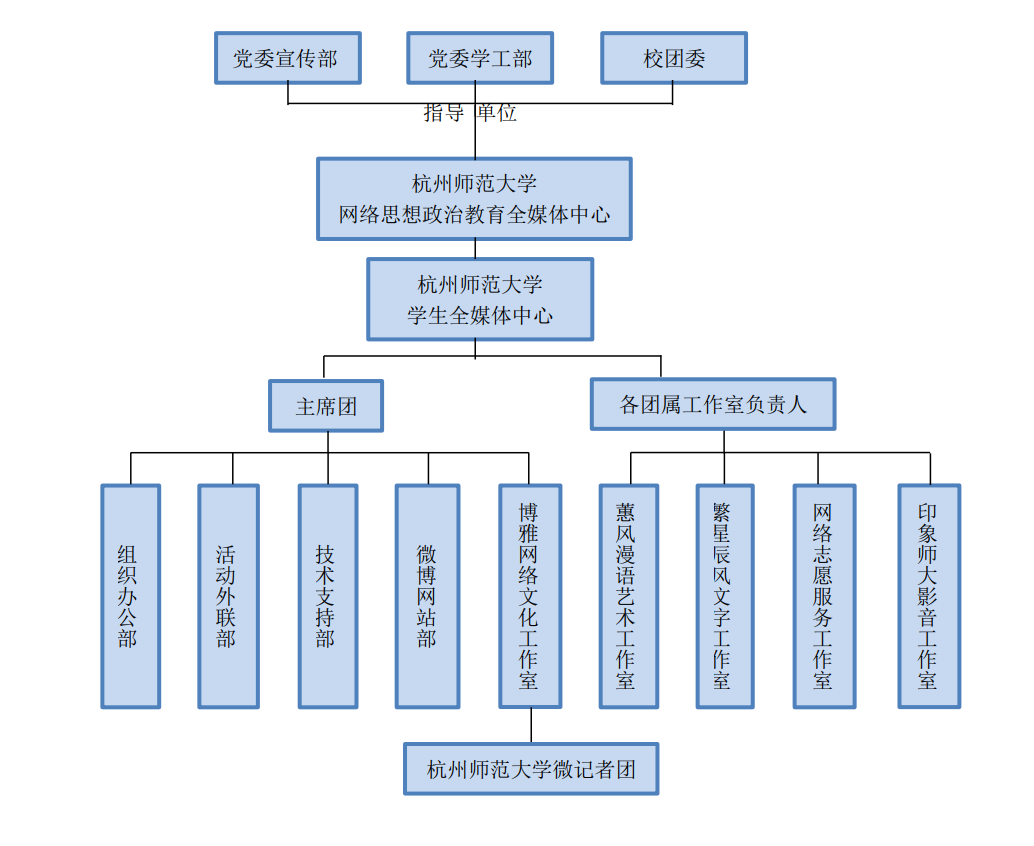 党委宣传部
党委学工部
校团委
指导 单位
杭州师范大学
网络思想政治教育全媒体中心
杭州师范大学
学生全媒体中心
主席团
各团属工作室负责人
组织办公部
活动外联部
技术支持部
微博网站部
博雅网络文化工作室
蕙风漫语艺术工作室
繁星辰风文字工作室
网络志愿服务工作室
印象师大影音工作室
杭州师范大学微记者团